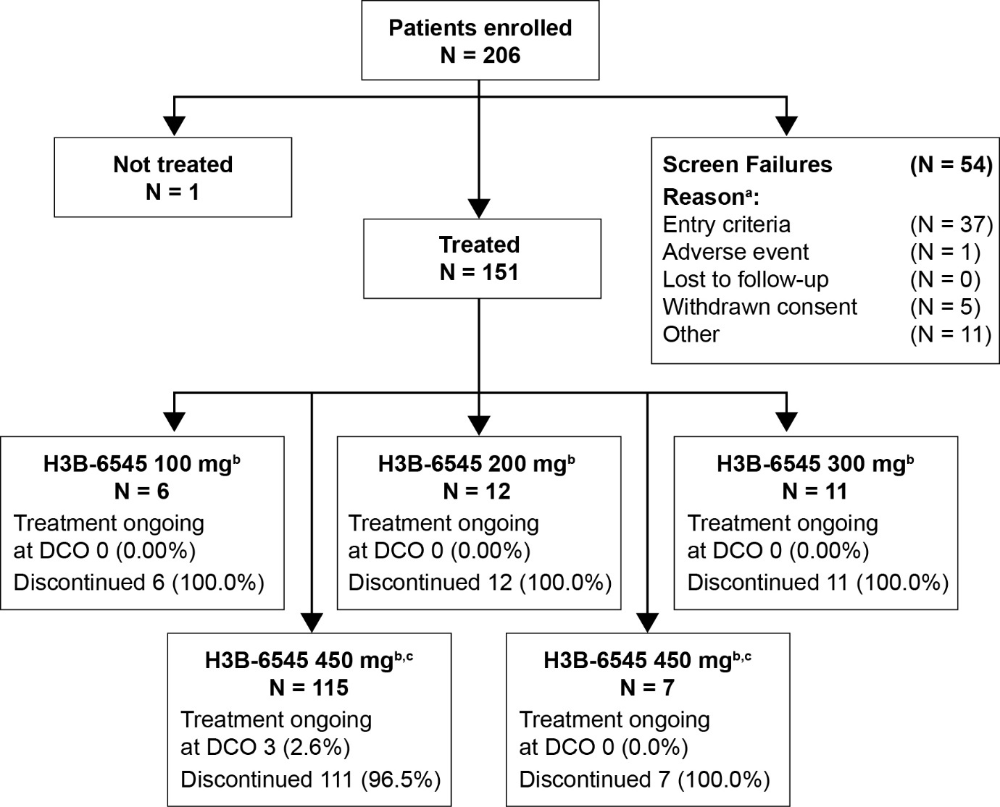 Patients enrolled
N = 206
Not treated
N = 1
Treated
N = 151
Screen Failures (N = 54)
Reasonᵃ:
Entry criteria (N = 37)
Adverse event (N = 1)
Lost to follow-up (N = 0)
Withdrawn consent (N = 5)
Other (N = 11)
H3B-6545 100 mgᵇ
N = 6
Treatment ongoing
at DCO 0 (0.00%)
Discontinued 6 (100.0%)
H3B-6545 200 mgᵇ
N = 12
Treatment ongoing
at DCO 0 (0.00%)
Discontinued 12 (100.0%)
H3B-6545 300 mgᵇ
N = 11
Treatment ongoing
at DCO 0 (0.00%)
Discontinued 11 (100.0%)
H3B-6545 450 mgᵇ,ᶜ
N = 115
Treatment ongoing
at DCO 3 (2.6%)
Discontinued 111 (96.5%)
H3B-6545 450 mgᵇ,ᶜ
N = 7
Treatment ongoing
at DCO 0 (0.0%)
Discontinued 7 (100.0%)